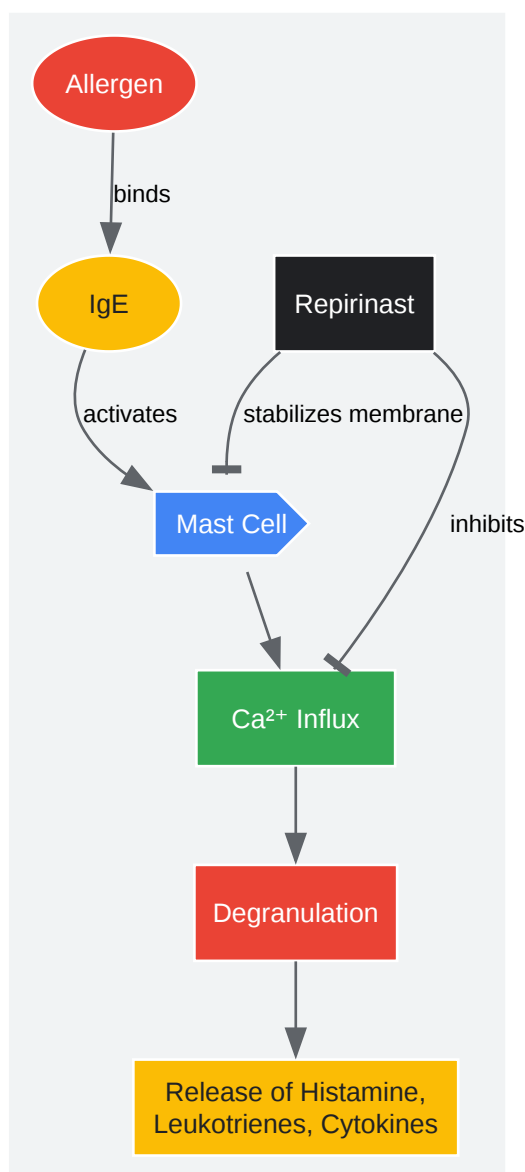 Allergen
binds
IgE
Repirinast
activates
stabilizes membrane
Mast Cell
inhibits
Ca²⁺ Influx
Degranulation
Release of Histamine,
Leukotrienes, Cytokines